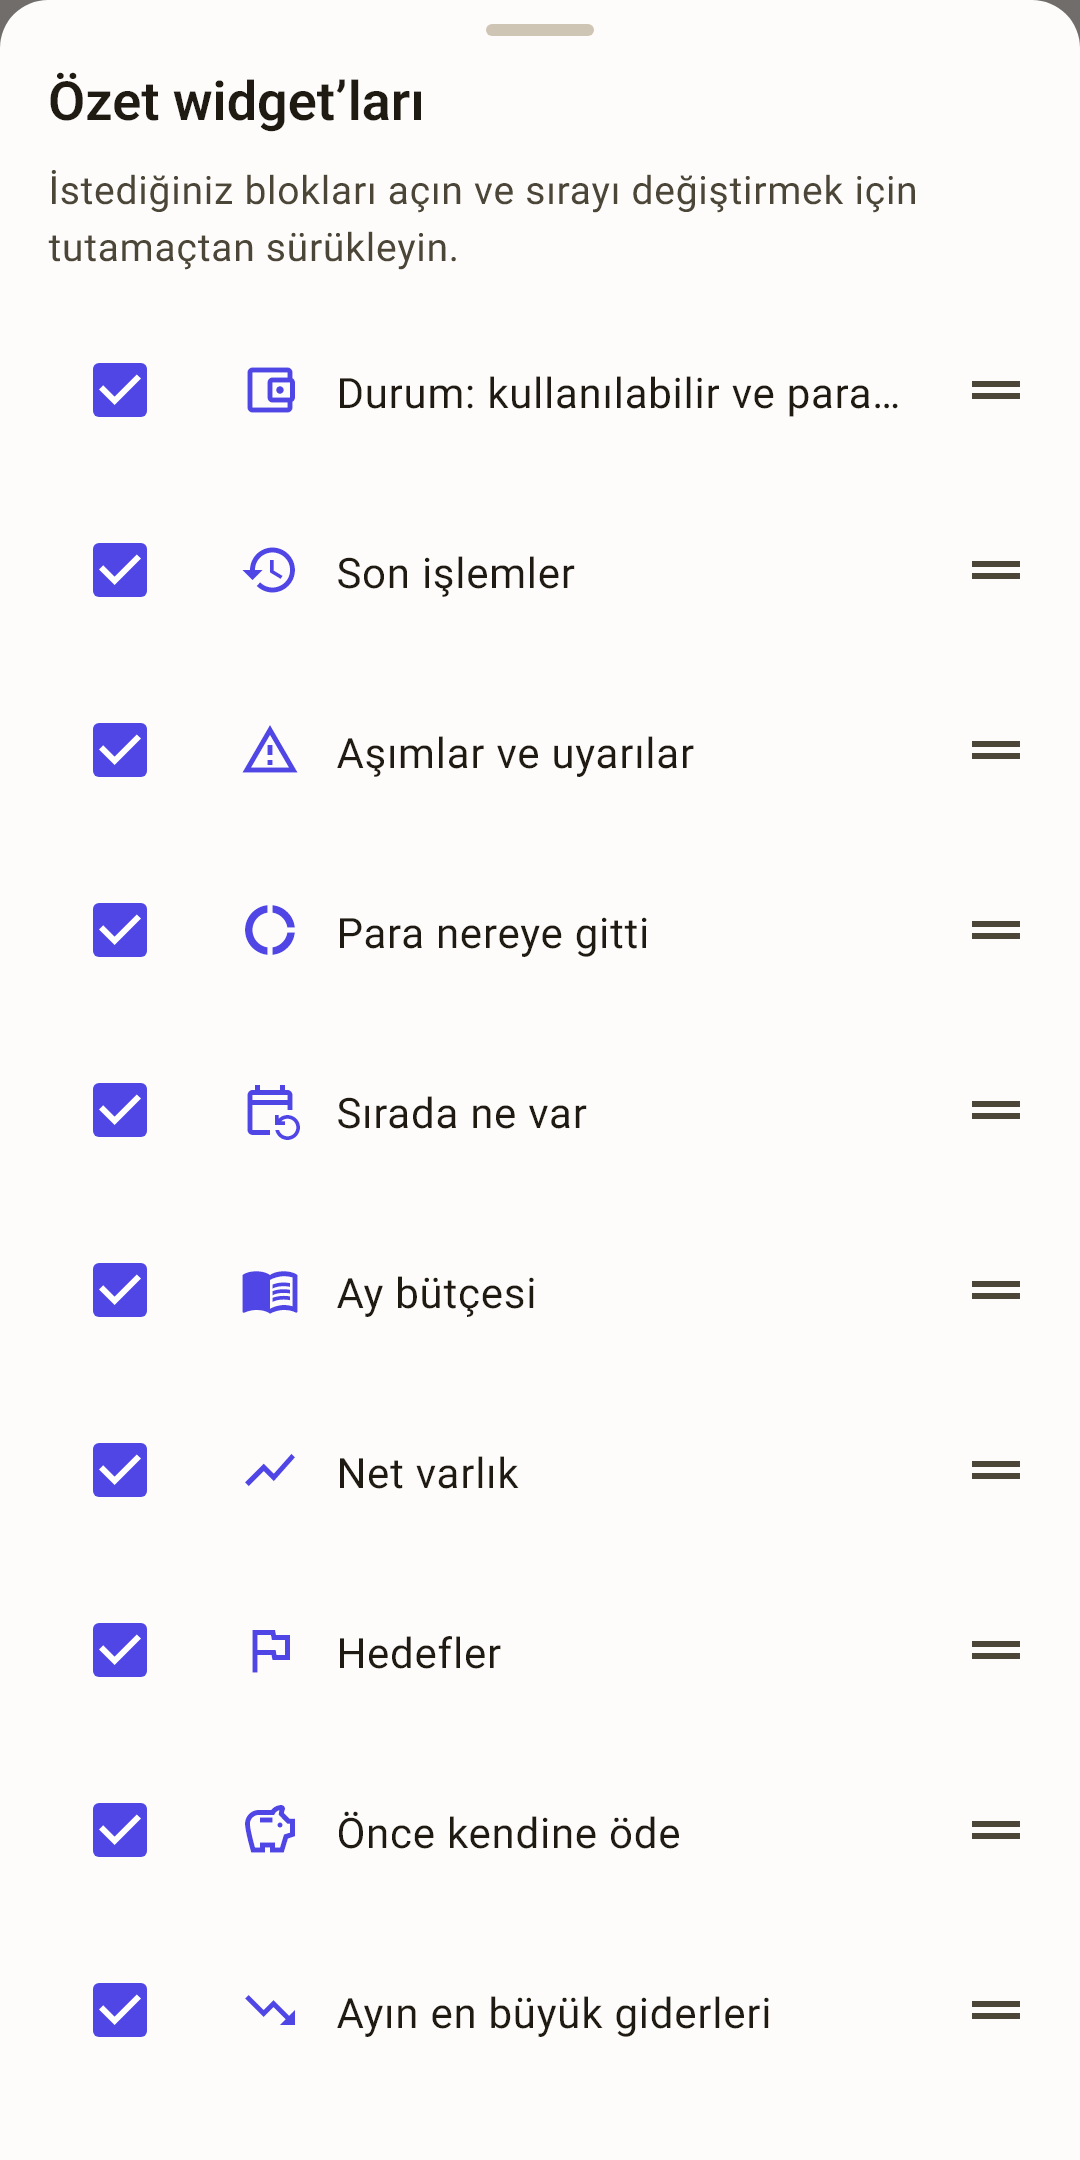 Özet widget’ları
İstediğiniz blokları açın ve sırayı değiştirmek için
tutamaçtan sürükleyin.
Durum: kullanılabilir ve para…
Son işlemler
Aşımlar ve uyarılar
Para nereye gitti
Sırada ne var
Ay bütçesi
Net varlık
Hedefler
Önce kendine öde
Ayın en büyük giderleri